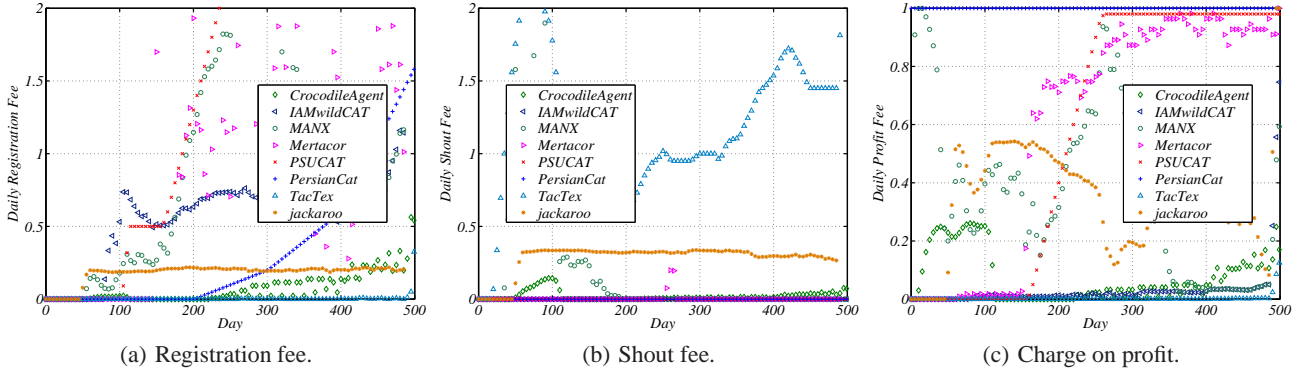 Daily Registration Fee
2
1.5
1
0.5
0
0
100
200
300
400
500
Day
CrocodileAgent
IAMwildCAT
MANX
Mertacor
PSUCAT
PersianCat
TacTex
jackaroo
(a) Registration fee.
Daily Shout Fee
2
1.5
1
0.5
0
0
100
200
300
400
500
Day
CrocodileAgent
IAMwildCAT
MANX
Mertacor
PSUCAT
PersianCat
TacTex
jackaroo
(b) Shout fee.
Daily Profit Fee
1
0.8
0.6
0.4
0.2
0
0
100
200
300
400
500
Day
CrocodileAgent
IAMwildCAT
MANX
Mertacor
PSUCAT
PersianCat
TacTex
jackaroo
(c) Charge on profit.